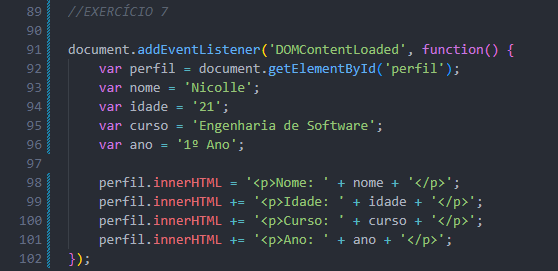 89 //EXERCÍCIO 7
90
91 document.addEventListener('DOMContentLoaded', function() {
92     var perfil = document.getElementById('perfil');
93     var nome = 'Nicolle';
94     var idade = '21';
95     var curso = 'Engenharia de Software';
96     var ano = '1º Ano';
97
98     perfil.innerHTML = '<p>Nome: ' + nome + '</p>';
99     perfil.innerHTML += '<p>Idade: ' + idade + '</p>';
100     perfil.innerHTML += '<p>Curso: ' + curso + '</p>';
101     perfil.innerHTML += '<p>Ano: ' + ano + '</p>';
102 });